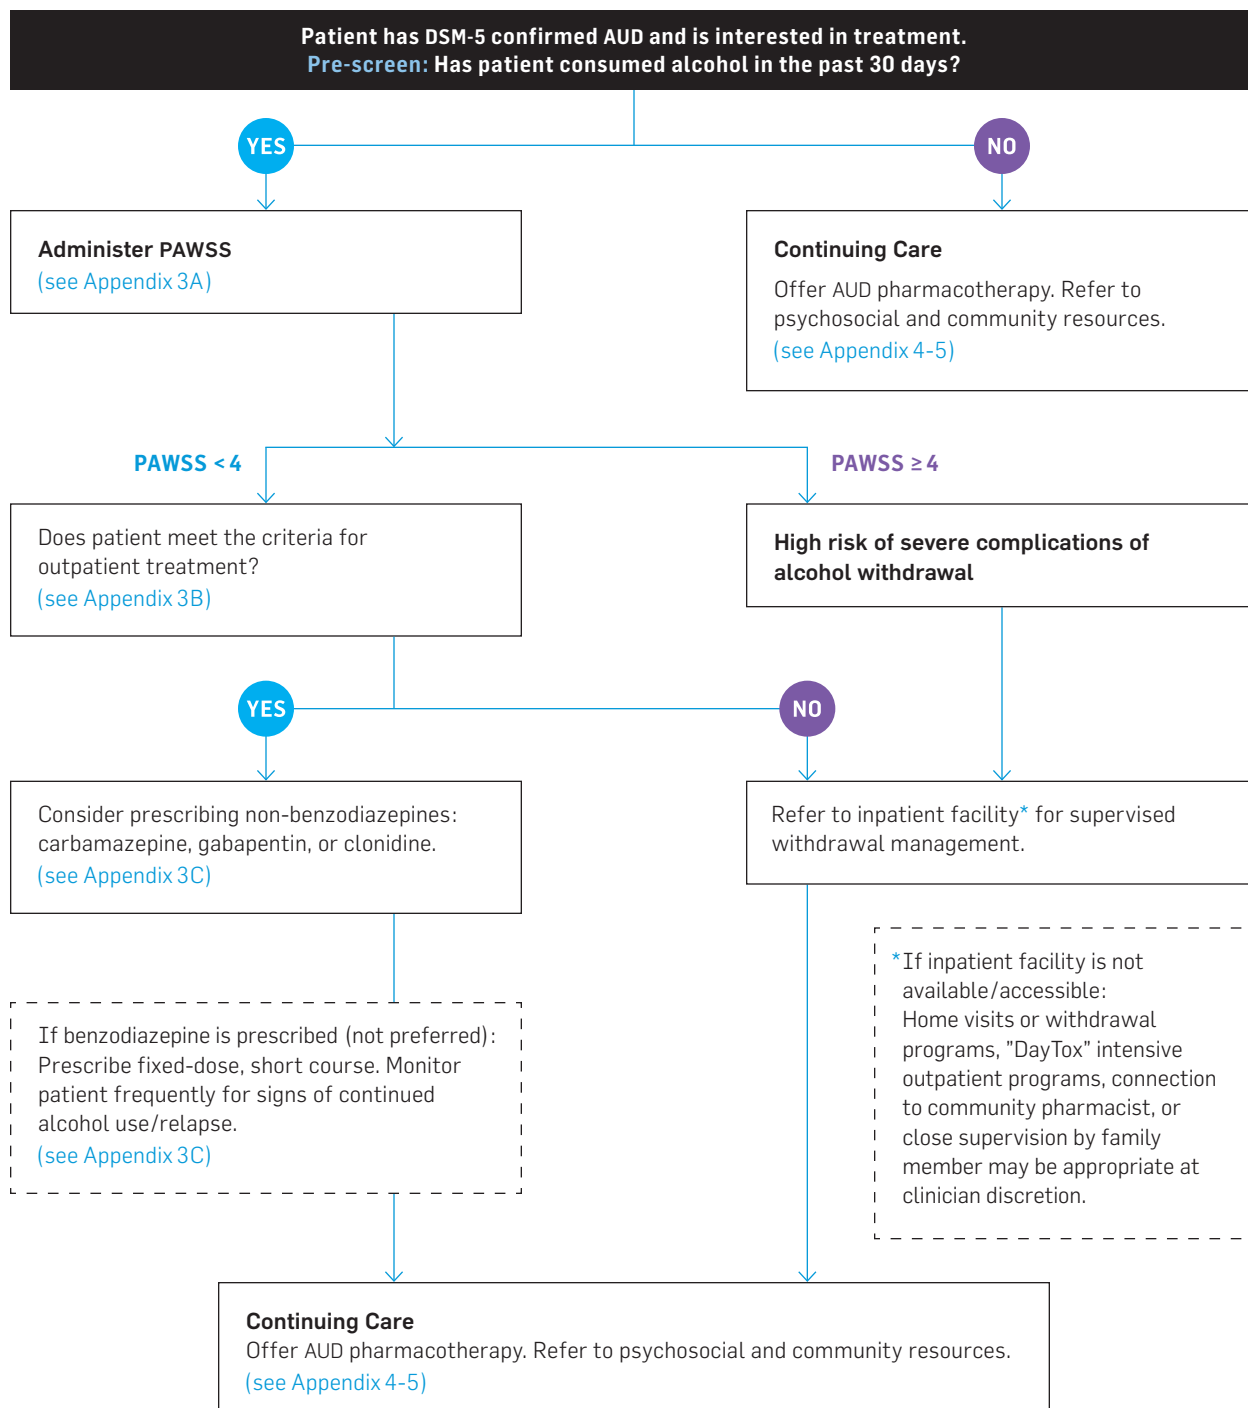 Patient has DSM-5 confirmed AUD and is interested in treatment.
Pre-screen: Has patient consumed alcohol in the past 30 days?
YES
NO
Administer PAWSS
(see Appendix 3A)
Continuing Care
Offer AUD pharmacotherapy. Refer to
psychosocial and community resources.
(see Appendix 4-5)
PAWSS < 4
PAWSS ≥ 4
Does patient meet the criteria for
outpatient treatment?
(see Appendix 3B)
High risk of severe complications of
alcohol withdrawal
YES
NO
Consider prescribing non-benzodiazepines:
carbamazepine, gabapentin, or clonidine.
(see Appendix 3C)
Refer to inpatient facility* for supervised
withdrawal management.
If benzodiazepine is prescribed (not preferred):
Prescribe fixed-dose, short course. Monitor
patient frequently for signs of continued
alcohol use/relapse.
(see Appendix 3C)
*If inpatient facility is not
available/accessible:
Home visits or withdrawal
programs, "DayTox" intensive
outpatient programs, connection
to community pharmacist, or
close supervision by family
member may be appropriate at
clinician discretion.
Continuing Care
Offer AUD pharmacotherapy. Refer to psychosocial and community resources.
(see Appendix 4-5)